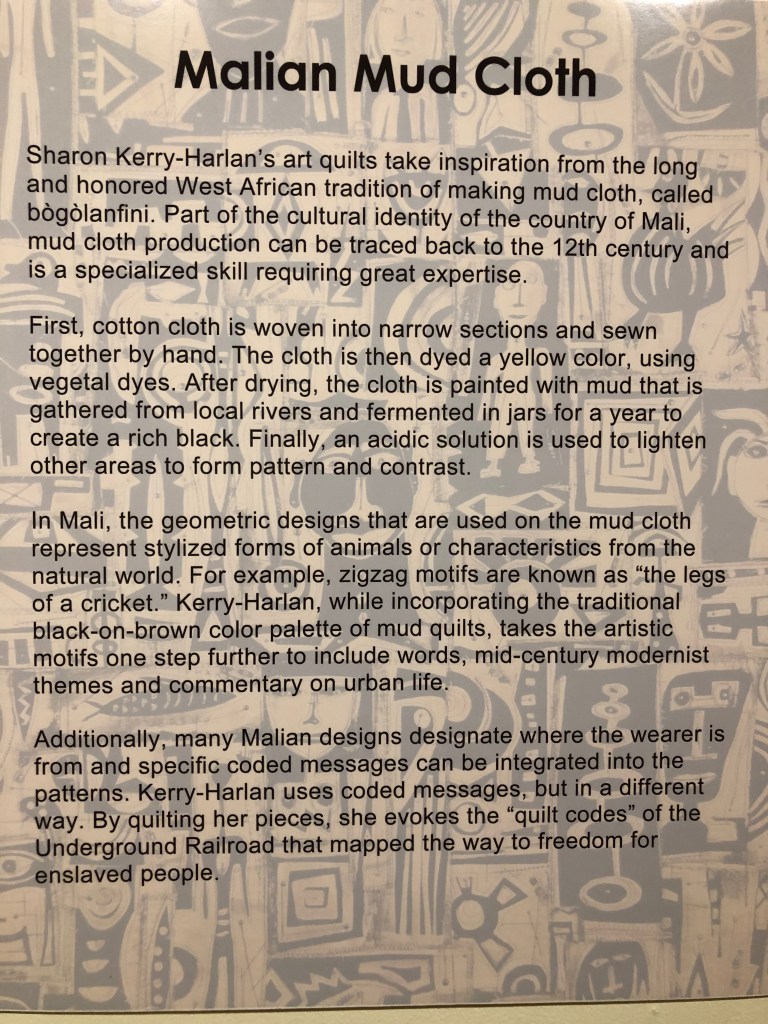 Malian Mud Cloth
Sharon Kerry-Harlan’s art quilts take inspiration from the long
and honored West African tradition of making mud cloth, called
bògòlanfini. Part of the cultural identity of the country of Mali,
mud cloth production can be traced back to the 12th century and
is a specialized skill requiring great expertise.
First, cotton cloth is woven into narrow sections and sewn
together by hand. The cloth is then dyed a yellow color, using
vegetal dyes. After drying, the cloth is painted with mud that is
gathered from local rivers and fermented in jars for a year to
create a rich black. Finally, an acidic solution is used to lighten
other areas to form pattern and contrast.
In Mali, the geometric designs that are used on the mud cloth
represent stylized forms of animals or characteristics from the
natural world. For example, zigzag motifs are known as “the legs
of a cricket.” Kerry-Harlan, while incorporating the traditional
black-on-brown color palette of mud quilts, takes the artistic
motifs one step further to include words, mid-century modernist
themes and commentary on urban life.
Additionally, many Malian designs designate where the wearer is
from and specific coded messages can be integrated into the
patterns. Kerry-Harlan uses coded messages, but in a different
way. By quilting her pieces, she evokes the “quilt codes” of the
Underground Railroad that mapped the way to freedom for
enslaved people.